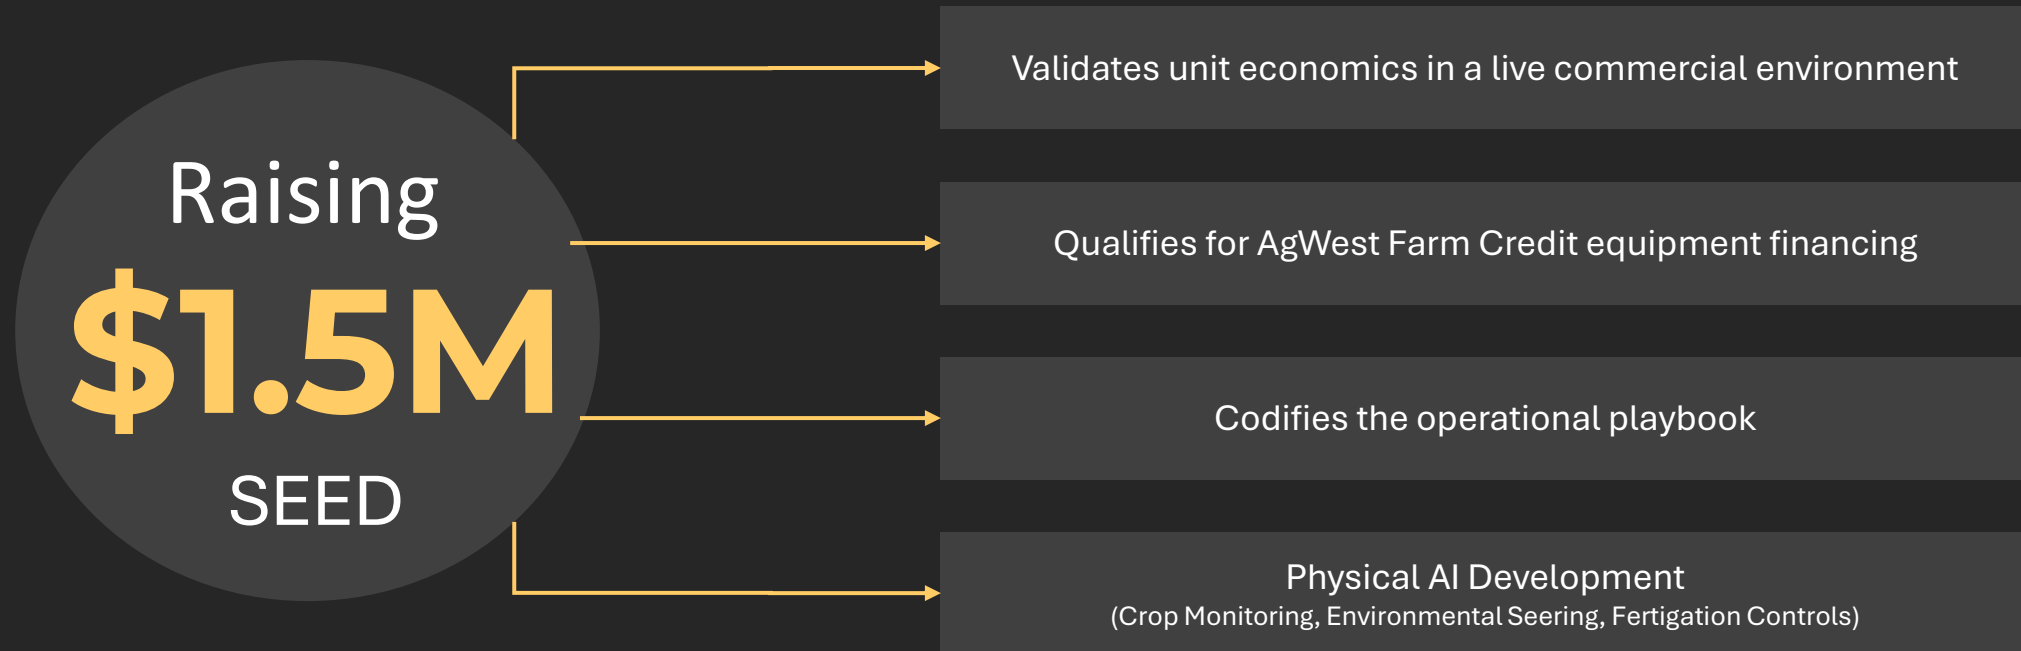 Raising
$1.5M
SEED
Validates unit economics in a live commercial environment
Qualifies for AgWest Farm Credit equipment financing
Codifies the operational playbook
Physical AI Development
(Crop Monitoring, Environmental Seering, Fertigation Controls)